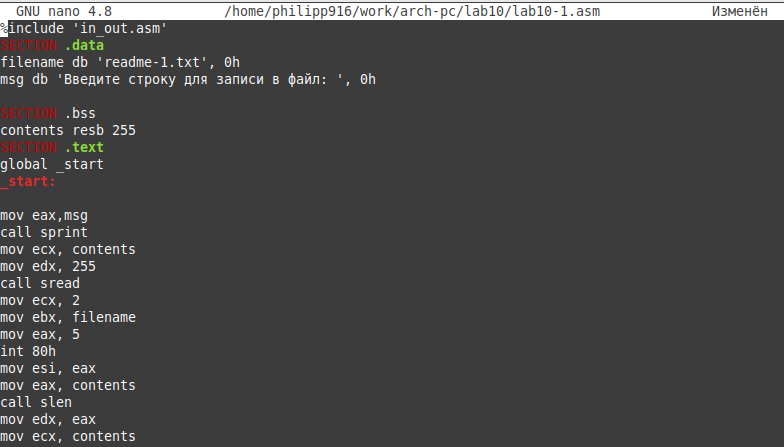 GNU nano 4.8 /home/philipp916/work/arch-pc/lab10/lab10-1.asm Изменён
%include 'in_out.asm'
SECTION .data
filename db 'readme-1.txt', 0h
msg db 'Введите строку для записи в файл: ', 0h
SECTION .bss
contents resb 255
SECTION .text
global _start
_start:
mov eax,msg
call sprint
mov ecx, contents
mov edx, 255
call sread
mov ecx, 2
mov ebx, filename
mov eax, 5
int 80h
mov esi, eax
mov eax, contents
call slen
mov edx, eax
mov ecx, contents